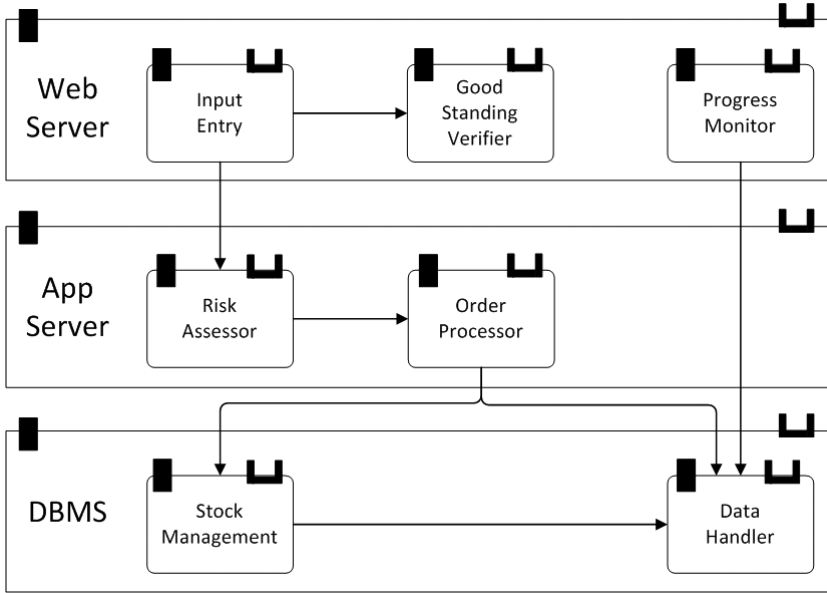 Web
Server
Input
Entry
Good
Standing
Verifier
Progress
Monitor
App
Server
Risk
Assessor
Order
Processor
DBMS
Stock
Management
Data
Handler